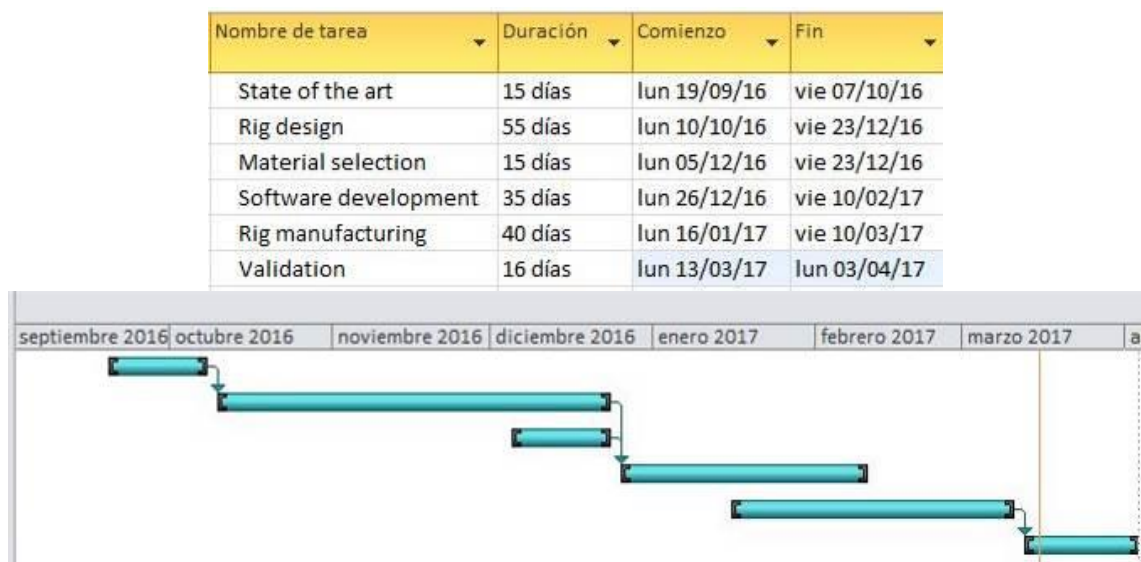 Nombre de tarea Duración Comienzo Fin
State of the art 15 días lun 19/09/16 vie 07/10/16
Rig design 55 días lun 10/10/16 vie 23/12/16
Material selection 15 días lun 05/12/16 vie 23/12/16
Software development 35 días lun 26/12/16 vie 10/02/17
Rig manufacturing 40 días lun 16/01/17 vie 10/03/17
Validation 16 días lun 13/03/17 lun 03/04/17
septiembre 2016 octubre 2016 noviembre 2016 diciembre 2016 enero 2017 febrero 2017 marzo 2017 a